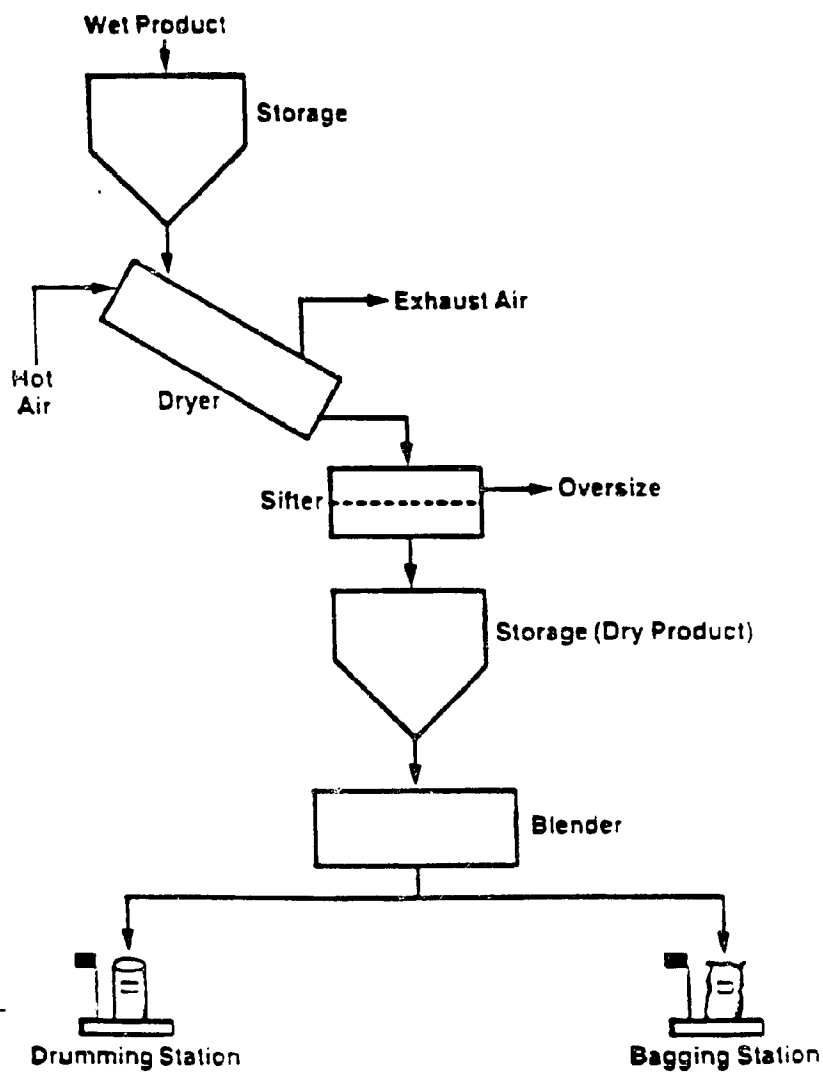 Wet Product
Storage
Exhaust Air
Hot
Air
Dryer
Sifter
Oversize
Storage (Dry Product)
Blender
Drumming Station
Bagging Station